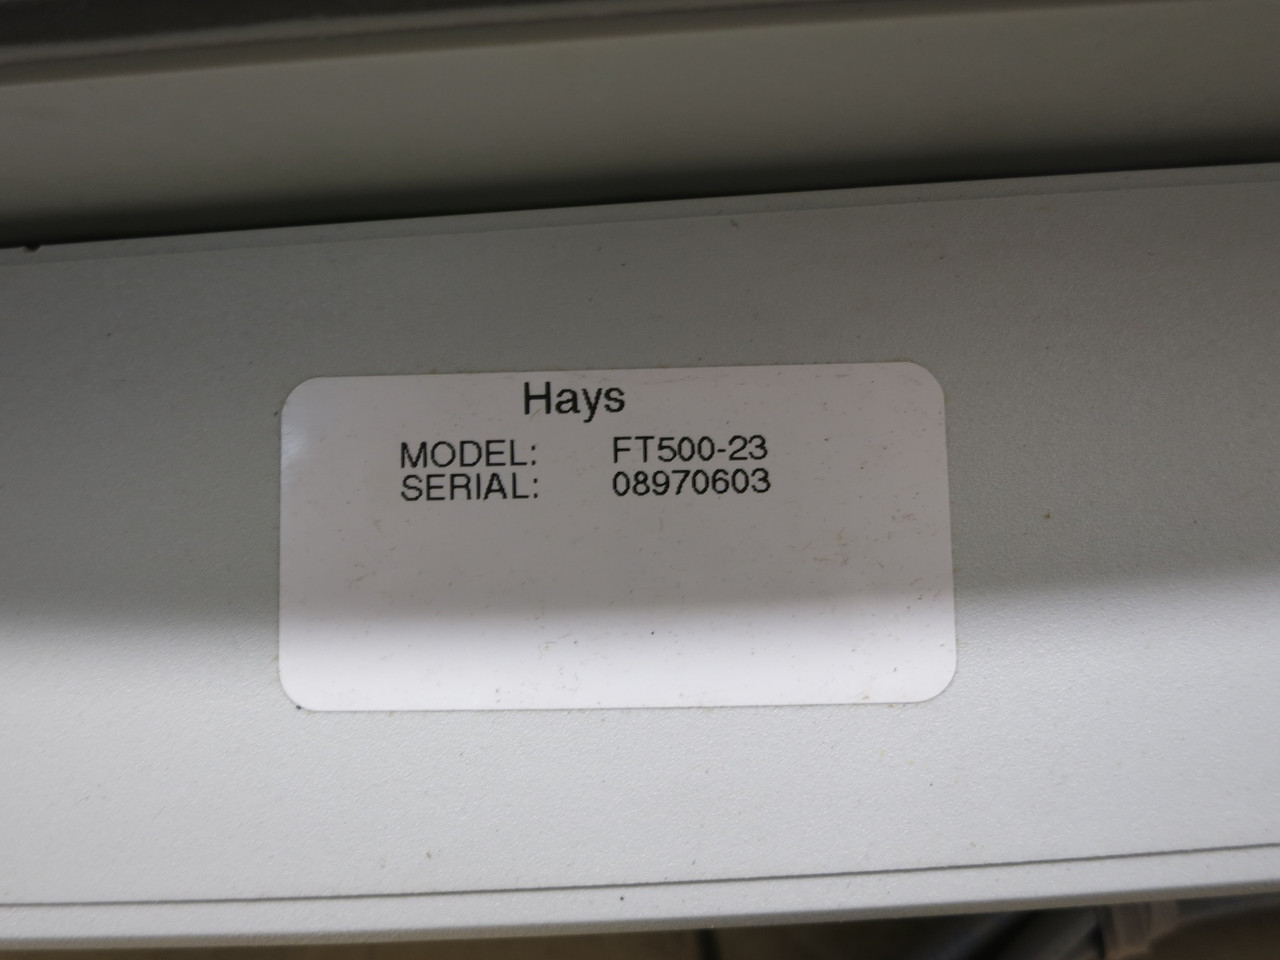 Hays
MODEL: FT500-23
SERIAL: 08970603